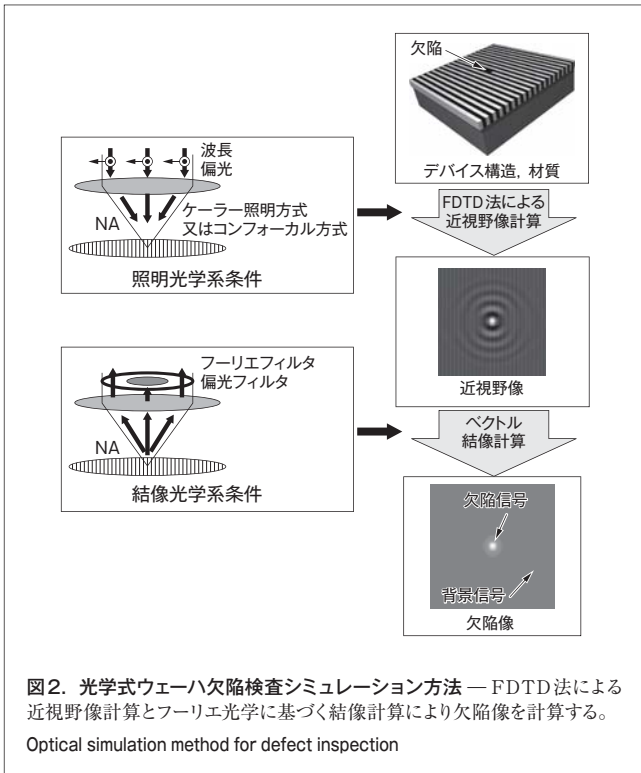 欠陥
デバイス構造, 材質
波長
偏光
NA
ケーラー照明方式
又はコンフォーカル方式
照明光学系条件
FDTD法による
近視野像計算
近視野像
フーリエフィルタ
偏光フィルタ
NA
結像光学系条件
ベクトル
結像計算
欠陥信号
背景信号
欠陥像
図2. 光学式ウェーハ欠陥検査シミュレーション方法 — FDTD法による
近視野像計算とフーリエ光学に基づく結像計算により欠陥像を計算する。
Optical simulation method for defect inspection